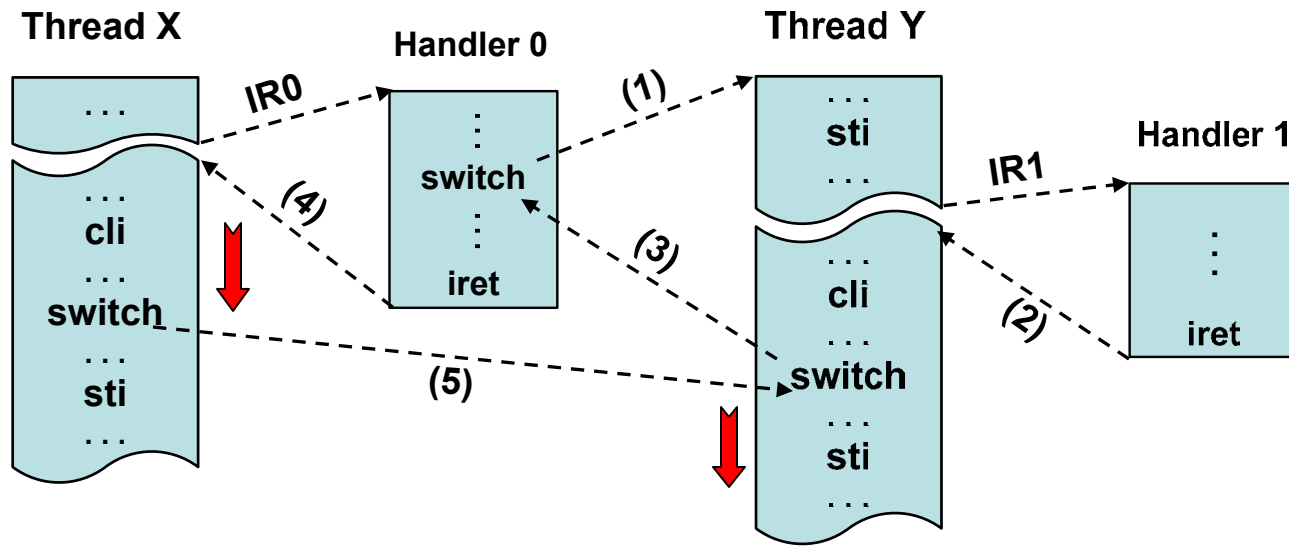 Thread X
. . .
cli
. . .
switch
. . .
sti
. . .
IR0
(4)
Handler 0
switch
iret
(1)
(3)
(5)
Thread Y
. . .
sti
. . .
. . .
cli
. . .
switch
. . .
sti
. . .
IR1
(2)
Handler 1
iret